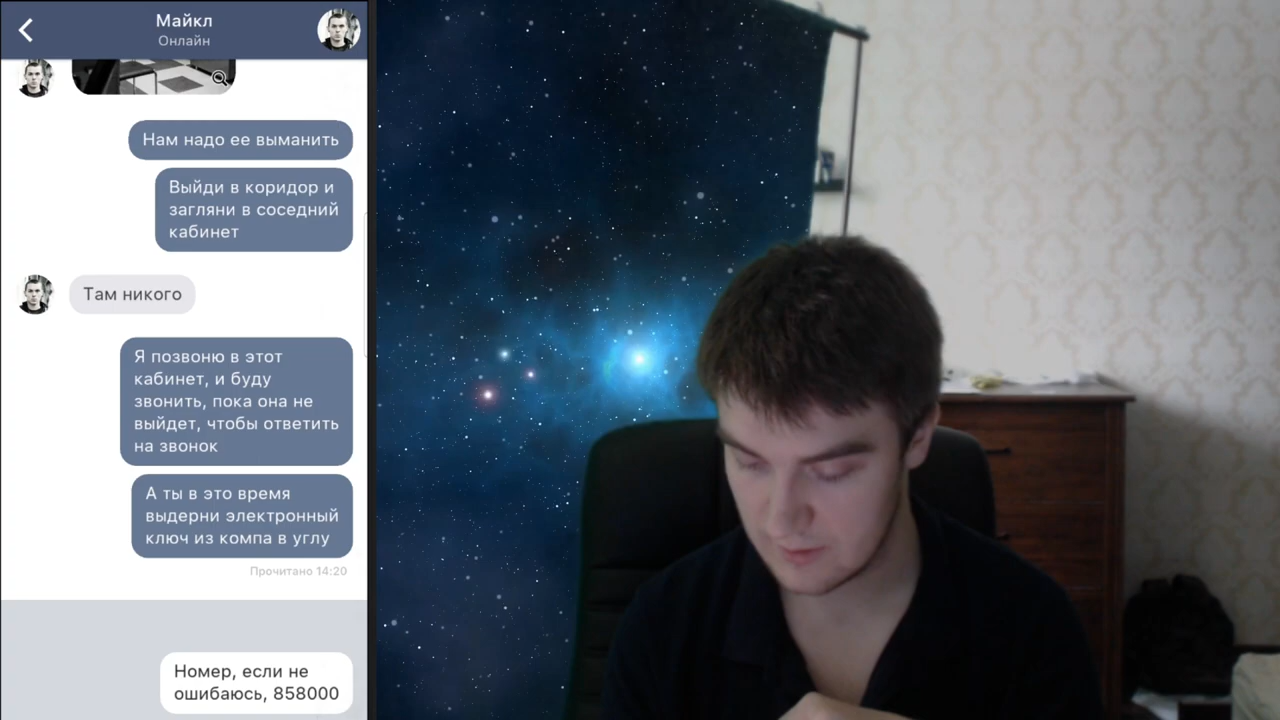 Майкл
Онлайн
Нам надо ее выманить
Выйди в коридор и
загляни в соседний
кабинет
Там никого
Я позвоню в этот
кабинет, и буду
звонить, пока она не
выйдет, чтобы ответить
на звонок
А ты в это время
выдерни электронный
ключ из компа в углу
Прочитано 14:20
Номер, если не
ошибаюсь, 858000